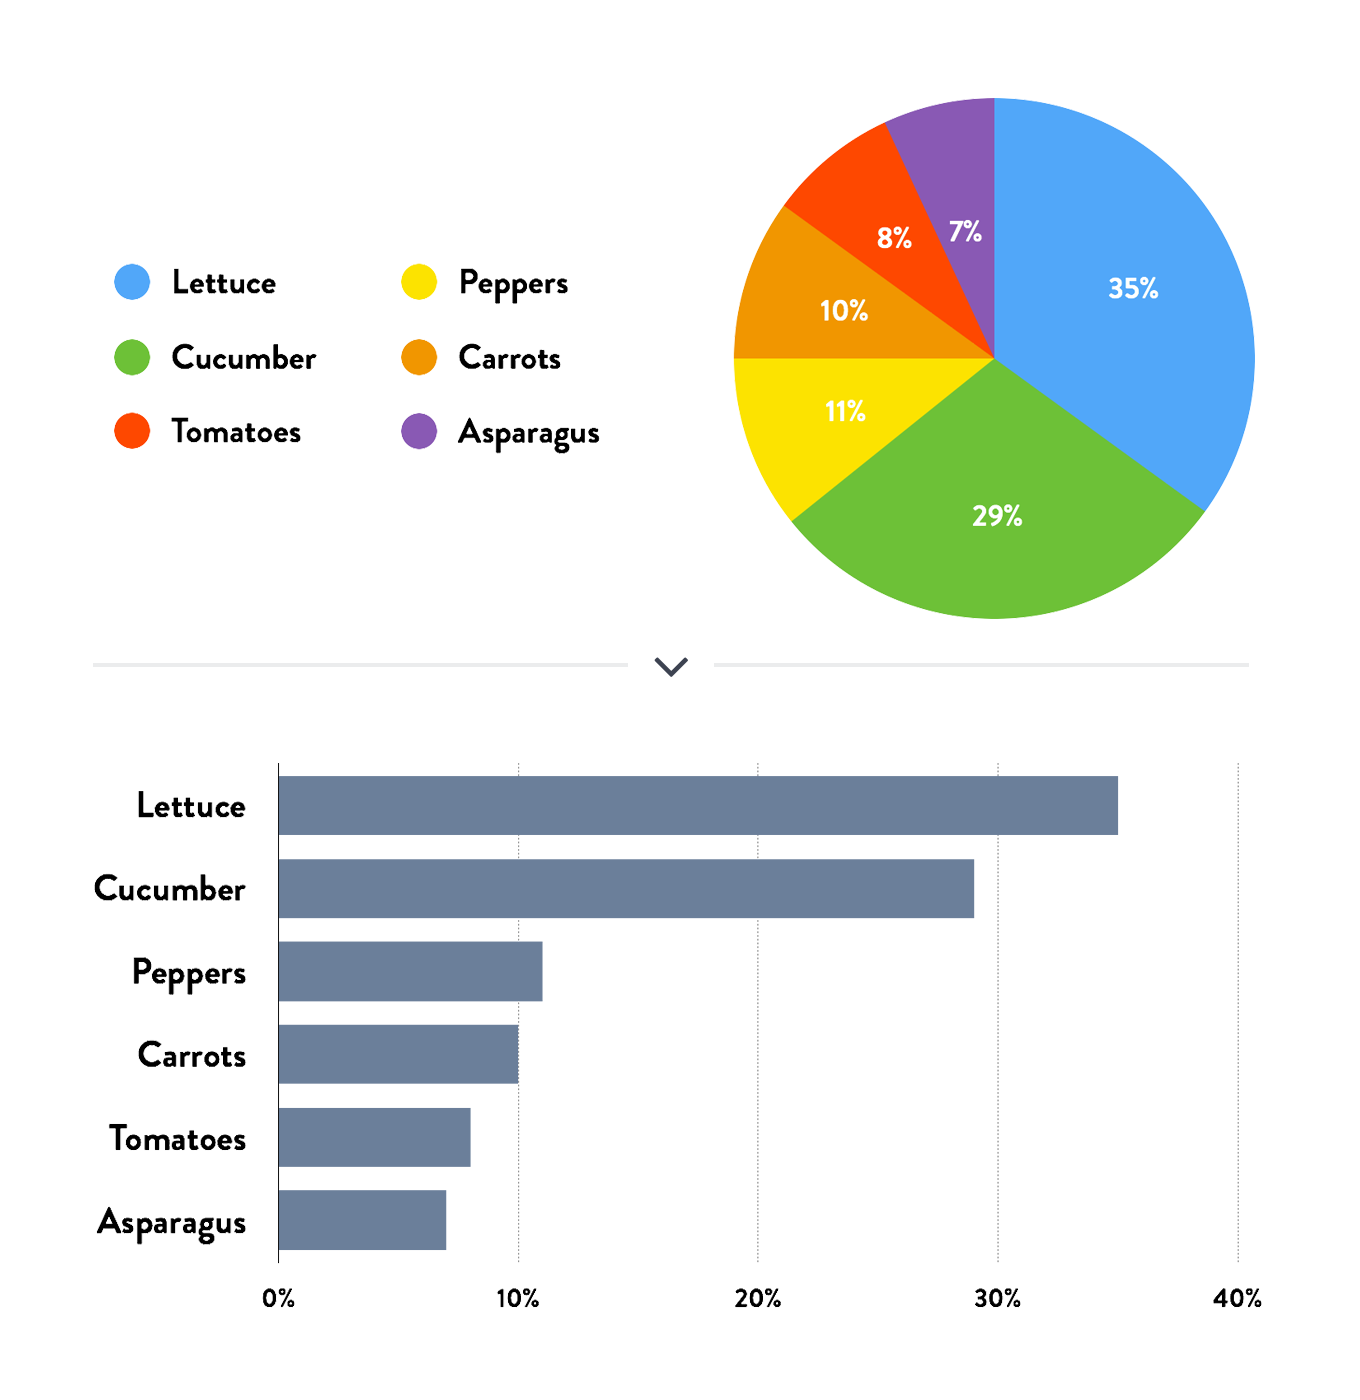 Lettuce
Peppers
Cucumber
Carrots
Tomatoes
Asparagus
7%
8%
35%
10%
11%
29%
Lettuce
Cucumber
Peppers
Carrots
Tomatoes
Asparagus
0% 10% 20% 30% 40%